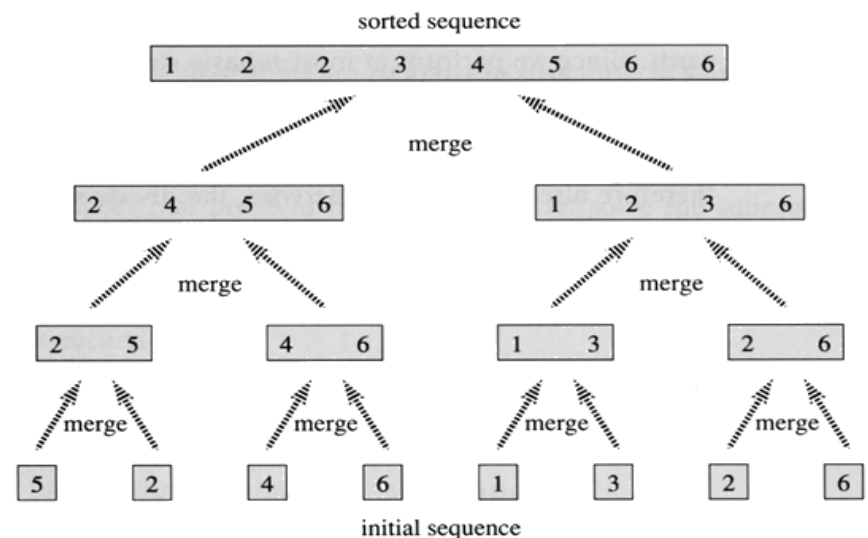 sorted sequence
1 2 2 3 4 5 6 6
merge
2 4 5 6
1 2 3 6
merge
merge
2 5
4 6
1 3
2 6
merge
merge
merge
merge
5 2 4 6 1 3 2 6
initial sequence